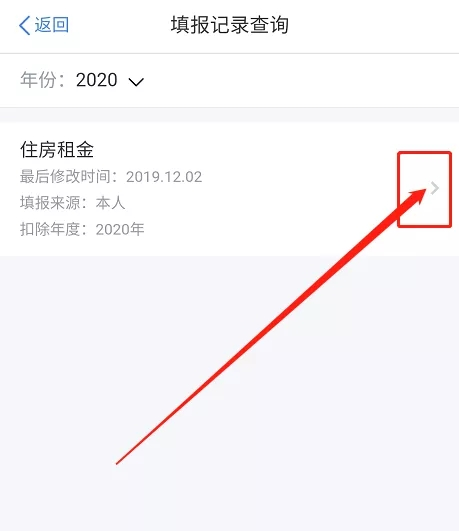 返回
填报记录查询
年份：2020
住房租金
最后修改时间：2019.12.02
填报来源：本人
扣除年度：2020年